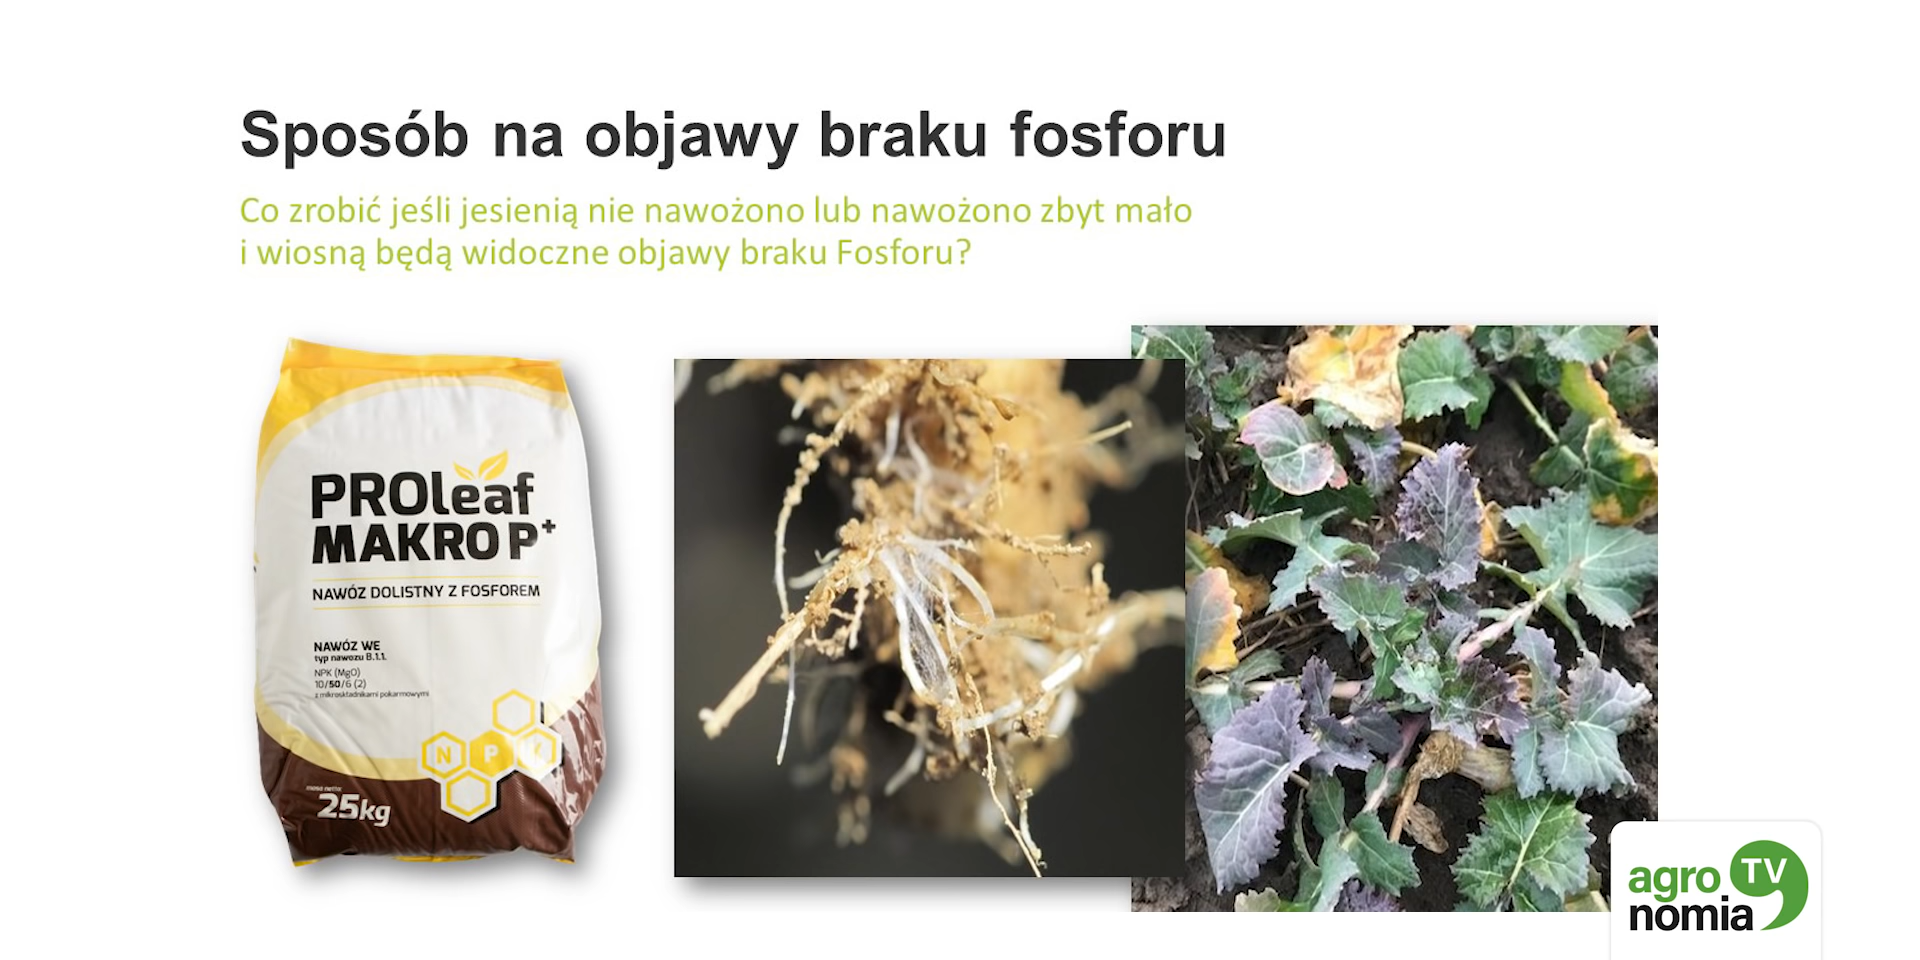 Sposób na objawy braku fosforu
Co zrobić jeśli jesienią nie nawożono lub nawożono zbyt mało
i wiosną będą widoczne objawy braku Fosforu?
PROleaf
MAKRO P+
NAWÓZ DOLISTNY Z FOSFOREM
NAWÓZ WE
typ nawozu B.1.1.
NPK (MgO)
10/50/6 (2)
z mikroskładnikami pokarmowymi
N P K
masa netto:
25kg
agro TV
nomia